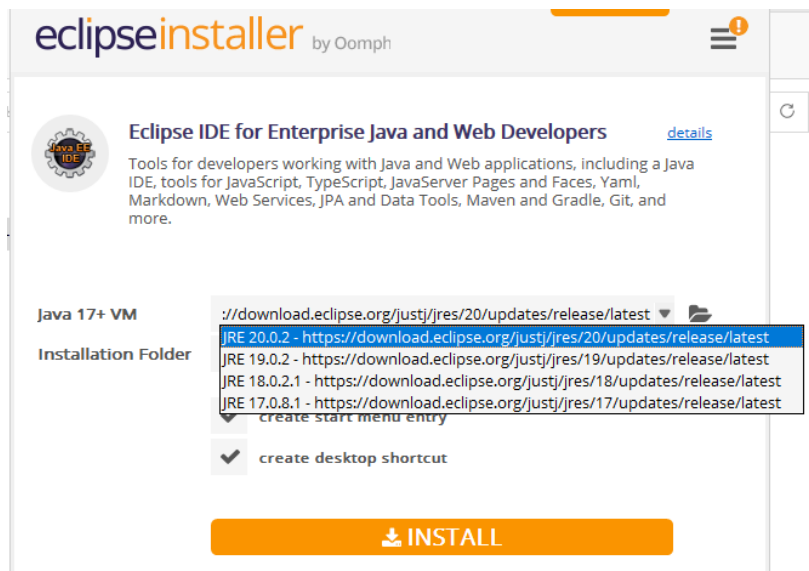 eclipseinstaller by Oomph
Eclipse IDE for Enterprise Java and Web Developers details
Java EE
IDE
Tools for developers working with Java and Web applications, including a Java
IDE, tools for JavaScript, TypeScript, JavaServer Pages and Faces, Yaml,
Markdown, Web Services, JPA and Data Tools, Maven and Gradle, Git, and
more.
Java 17+ VM ://download.eclipse.org/justj/jres/20/updates/release/latest
JRE 20.0.2 - https://download.eclipse.org/justj/jres/20/updates/release/latest
Installation Folder
JRE 19.0.2 - https://download.eclipse.org/justj/jres/19/updates/release/latest
JRE 18.0.2.1 - https://download.eclipse.org/justj/jres/18/updates/release/latest
JRE 17.0.8.1 - https://download.eclipse.org/justj/jres/17/updates/release/latest
create start menu entry
create desktop shortcut
INSTALL